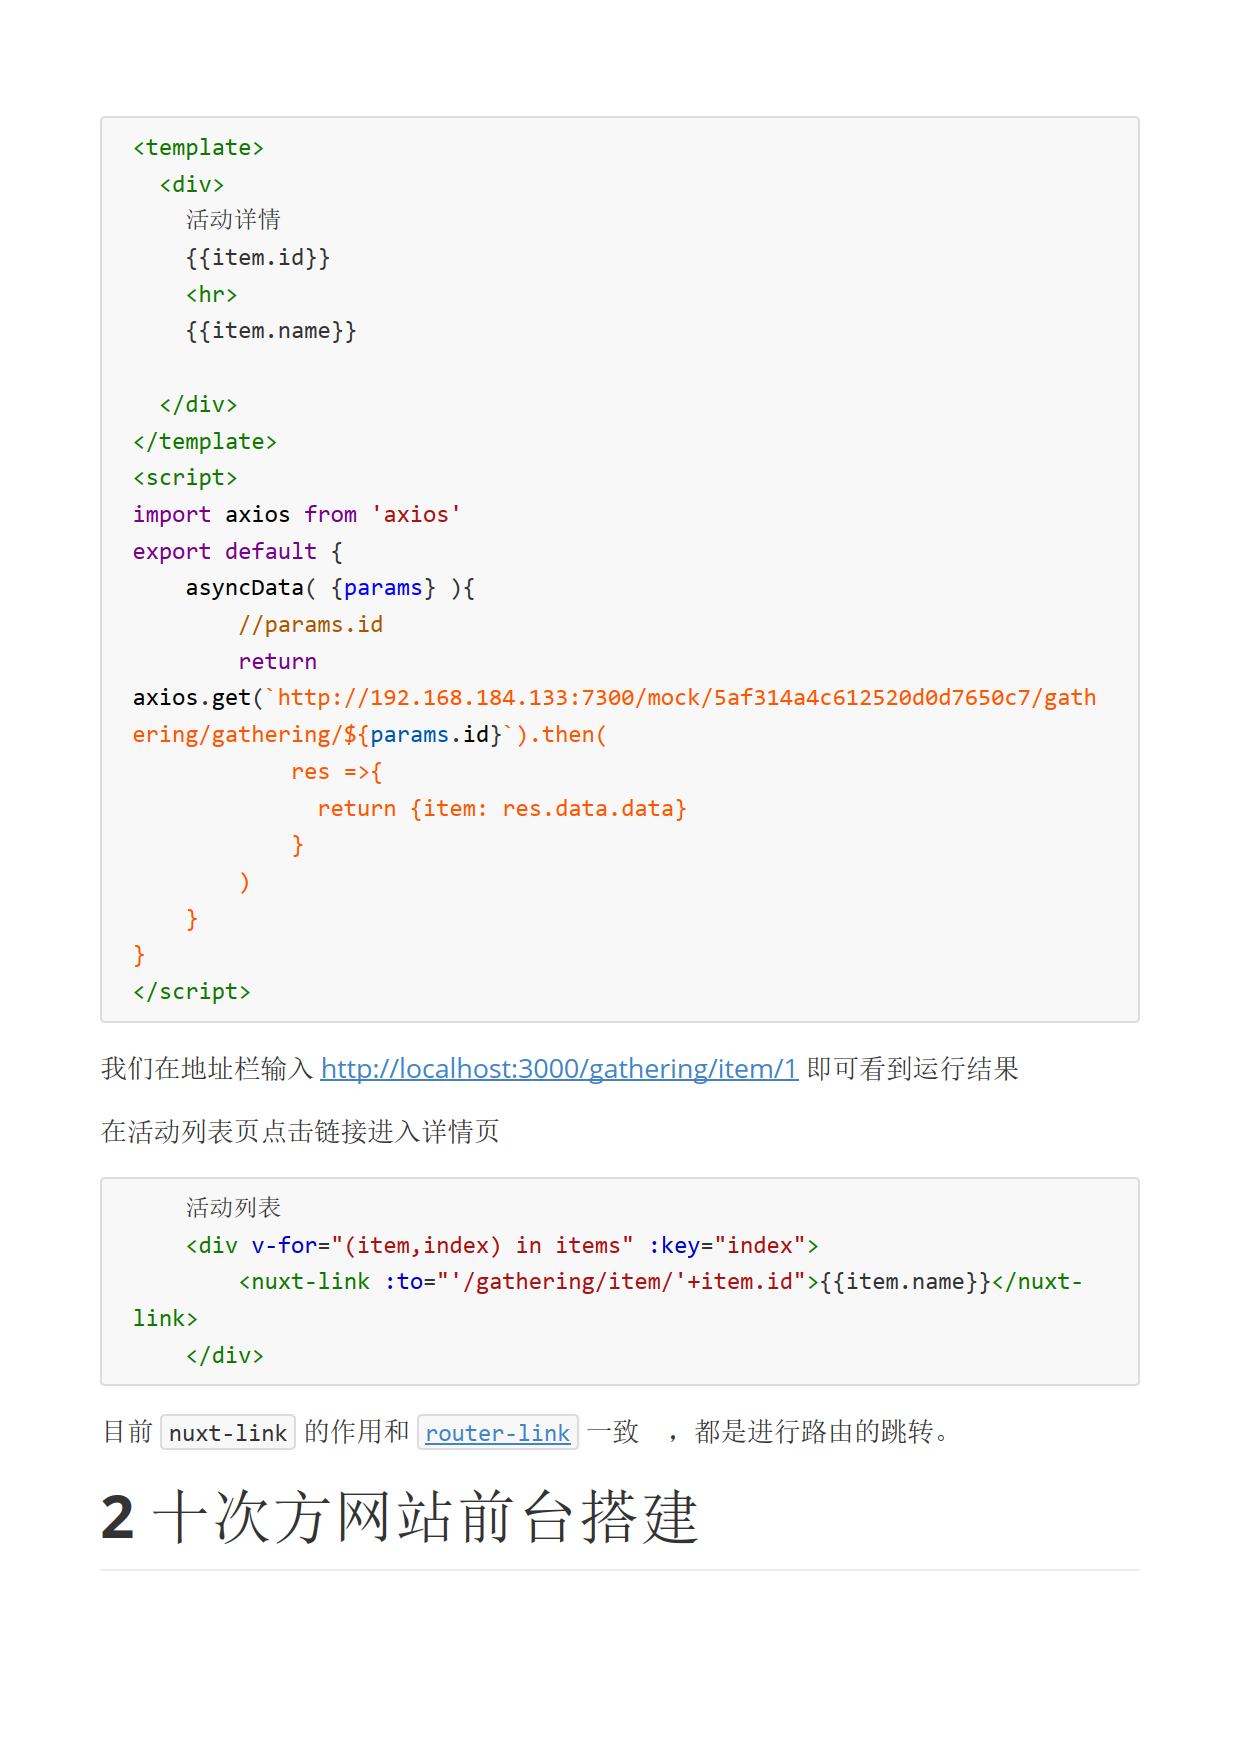 <template>
  <div>
    活动详情
    {{item.id}}
    <hr>
    {{item.name}}

  </div>
</template>
<script>
import axios from 'axios'
export default {
    asyncData( {params} ){
        //params.id
        return
axios.get(`http://192.168.184.133:7300/mock/5af314a4c612520d0d7650c7/gath
ering/gathering/${params.id}`).then(
            res =>{
              return {item: res.data.data}
            }
        )
    }
}
</script>
我们在地址栏输入 http://localhost:3000/gathering/item/1 即可看到运行结果
在活动列表页点击链接进入详情页
    活动列表
    <div v-for="(item,index) in items" :key="index">
        <nuxt-link :to="'/gathering/item/'+item.id">{{item.name}}</nuxt-
link>
    </div>
目前 nuxt-link 的作用和 router-link 一致 ，都是进行路由的跳转。
2 十次方网站前台搭建